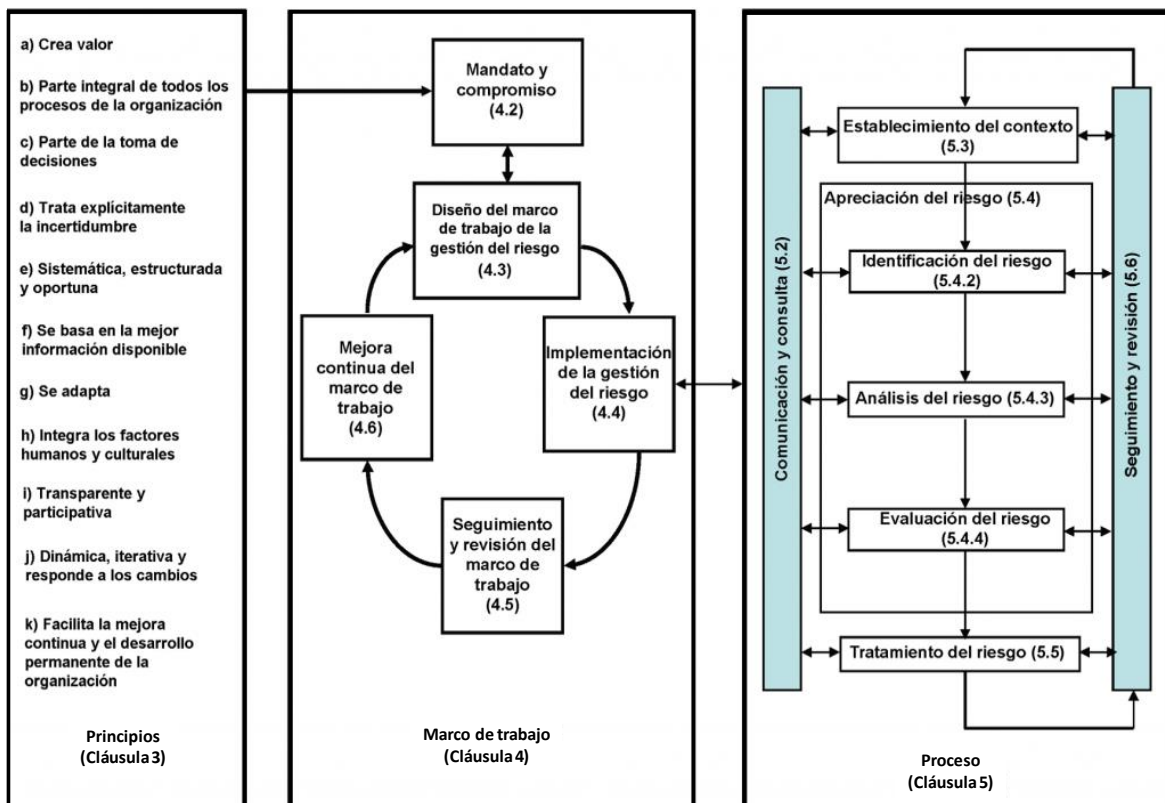 a) Crea valor
b) Parte integral de todos los
procesos de la organización
c) Parte de la toma de
decisiones
d) Trata explícitamente
la incertidumbre
e) Sistemática, estructurada
y oportuna
f) Se basa en la mejor
información disponible
g) Se adapta
h) Integra los factores
humanos y culturales
i) Transparente y
participativa
j) Dinámica, iterativa y
responde a los cambios
k) Facilita la mejora
continua y el desarrollo
permanente de la
organización
Principios
(Cláusula 3)
Mandato y
compromiso
(4.2)
Diseño del marco
de trabajo de la
gestión del riesgo
(4.3)
Implementación
de la gestión
del riesgo
(4.4)
Seguimiento
y revisión del
marco de
trabajo
(4.5)
Mejora
continua del
marco de
trabajo
(4.6)
Marco de trabajo
(Cláusula 4)
Comunicación y consulta (5.2)
Establecimiento del contexto
(5.3)
Apreciación del riesgo (5.4)
Identificación del riesgo
(5.4.2)
Análisis del riesgo (5.4.3)
Evaluación del riesgo
(5.4.4)
Tratamiento del riesgo (5.5)
Seguimiento y revisión (5.6)
Proceso
(Cláusula 5)